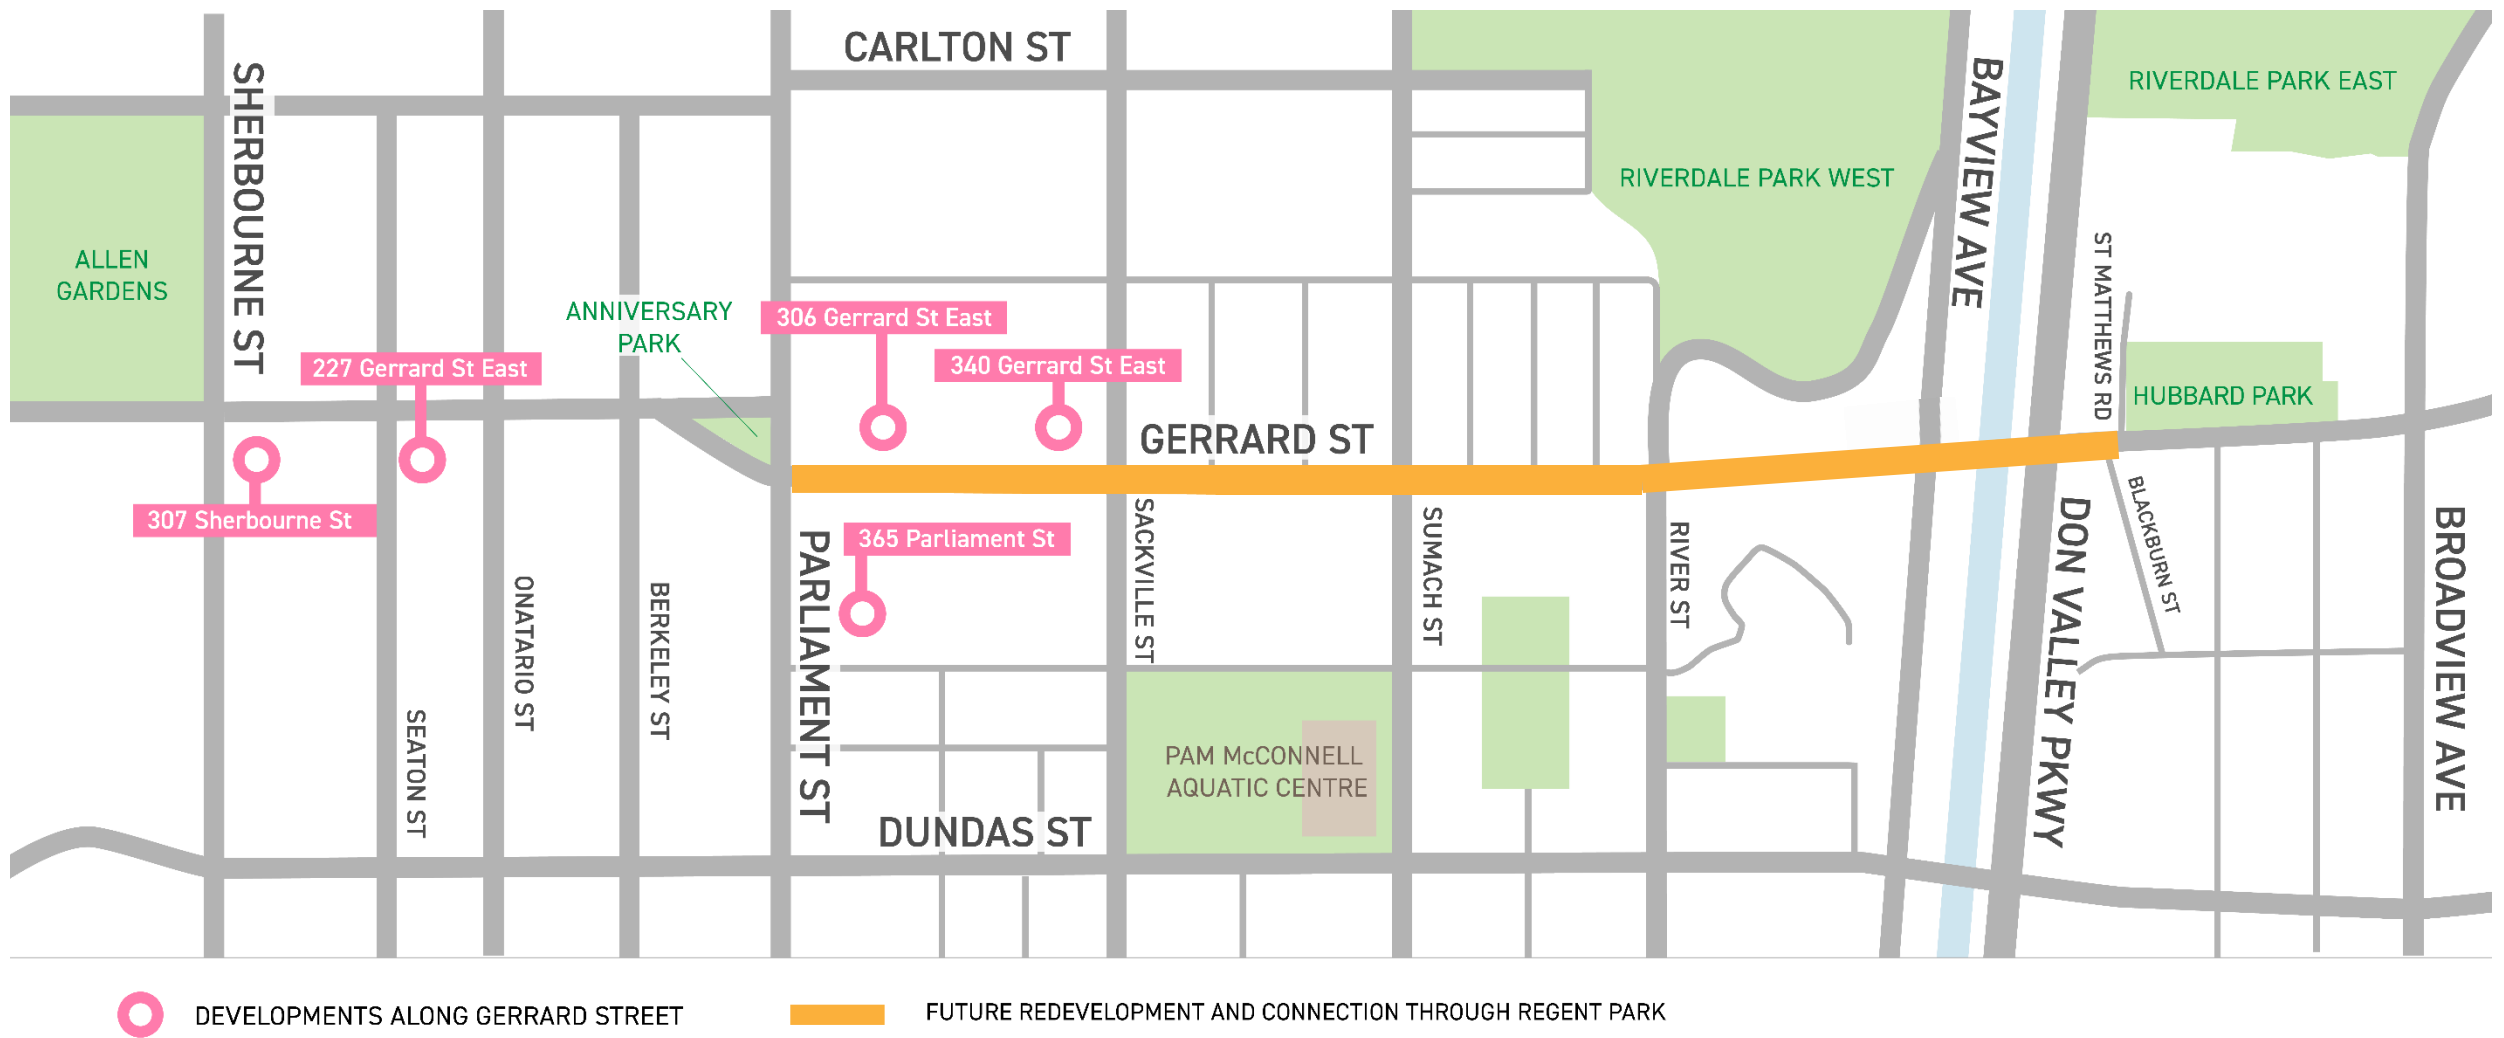 CARLTON ST
SHERBOURNE ST
BAYVIEW AVE
RIVERDALE PARK EAST
RIVERDALE PARK WEST
ALLEN
GARDENS
ANNIVERSARY
PARK
306 Gerrard St East
227 Gerrard St East
340 Gerrard St East
ST MATTHEWS RD
HUBBARD PARK
GERRARD ST
307 Sherbourne St
365 Parliament St
PARLIAMENT ST
SACKVILLE ST
SUMACH ST
RIVER ST
DON VALLEY PKWY
BLACKBURN ST
BROADVIEW AVE
ONATARIO ST
BERKELEY ST
SEATON ST
PAM McCONNELL
AQUATIC CENTRE
DUNDAS ST
DEVELOPMENTS ALONG GERRARD STREET
FUTURE REDEVELOPMENT AND CONNECTION THROUGH REGENT PARK